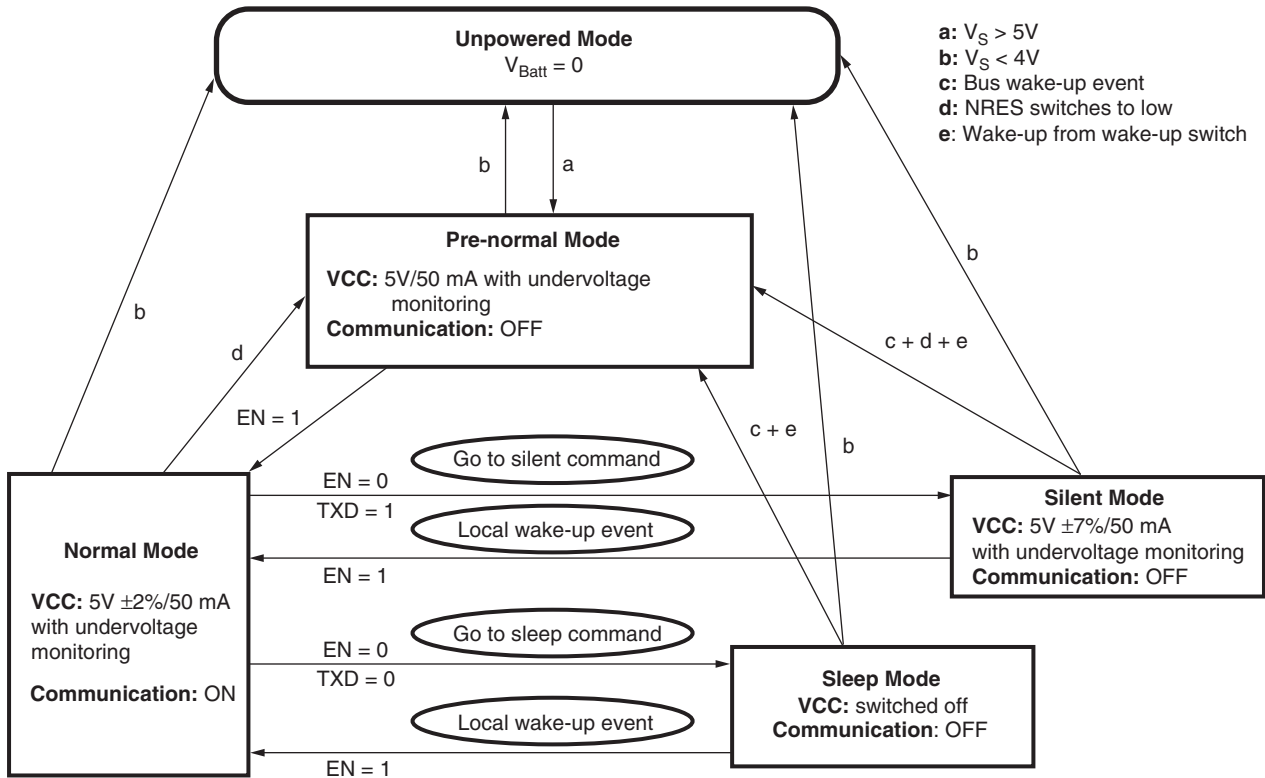 Unpowered Mode
V_Batt = 0
a: V_S > 5V
b: V_S < 4V
c: Bus wake-up event
d: NRES switches to low
e: Wake-up from wake-up switch
b
a
Pre-normal Mode
VCC: 5V/50 mA with undervoltage
monitoring
Communication: OFF
b
d
b
c + d + e
EN = 1
c + e
b
Go to silent command
EN = 0
TXD = 1
Local wake-up event
EN = 1
Silent Mode
VCC: 5V ±7%/50 mA
with undervoltage monitoring
Communication: OFF
Normal Mode
VCC: 5V ±2%/50 mA
with undervoltage
monitoring
Communication: ON
Go to sleep command
EN = 0
TXD = 0
Local wake-up event
EN = 1
Sleep Mode
VCC: switched off
Communication: OFF